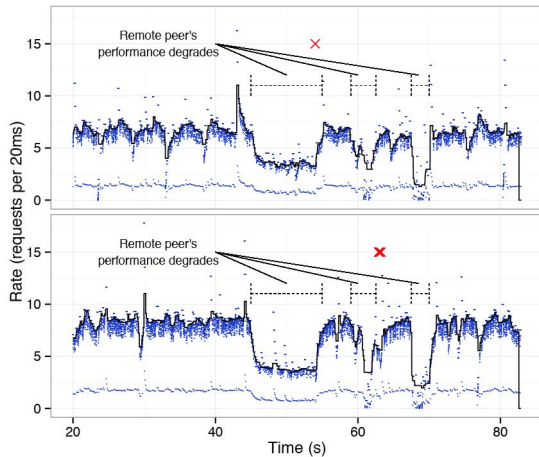 Remote peer's
performance degrades
15
10
5
0
Remote peer's
performance degrades
15
10
5
0
Rate (requests per 20ms)
20
40
60
80
Time (s)